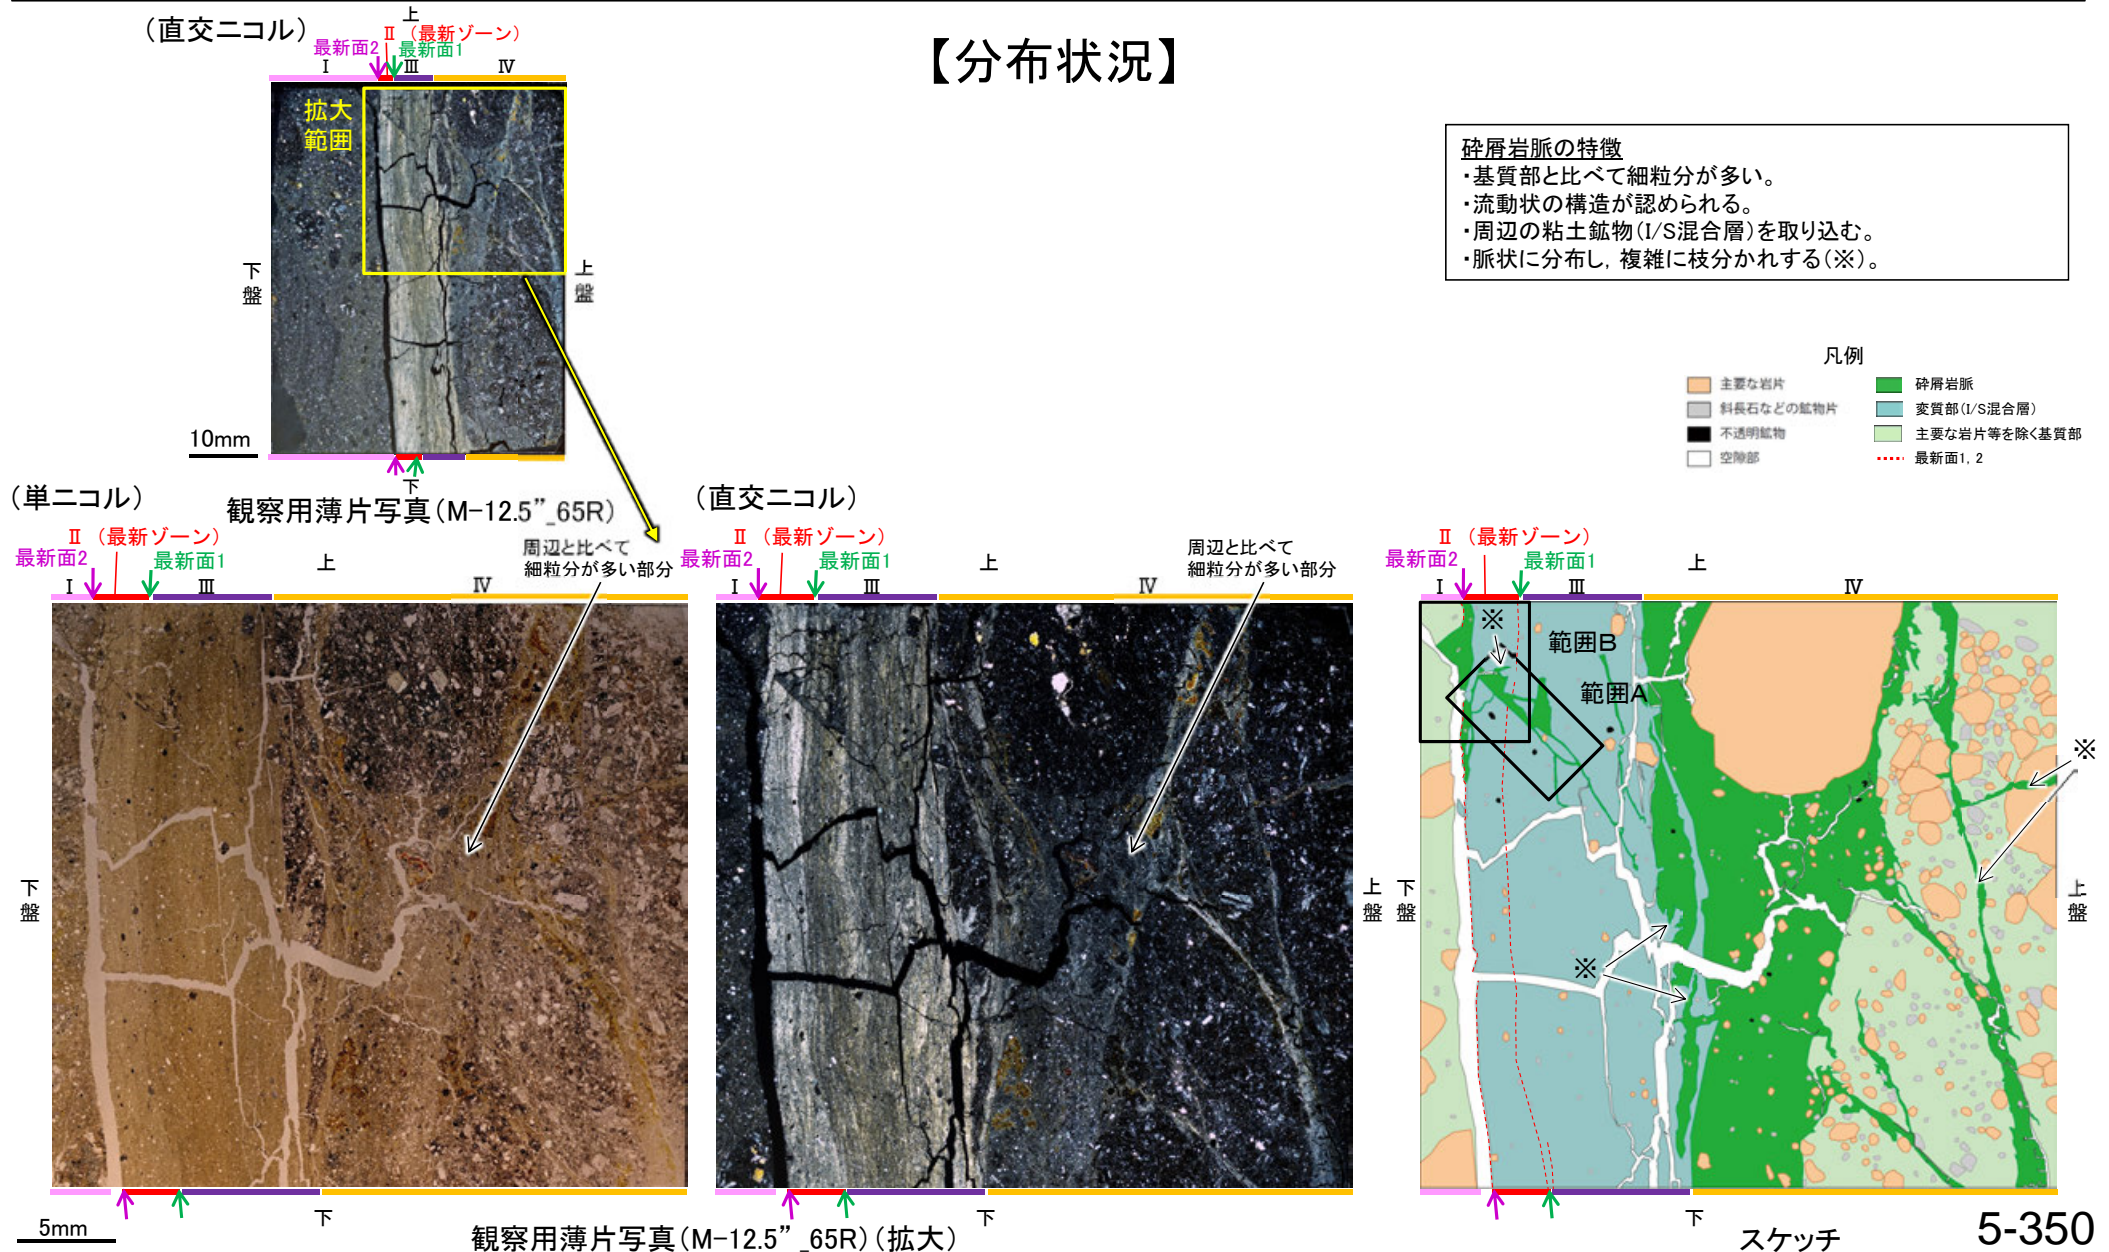 【分布状況】
（直交ニコル）
上
最新面2
Ⅱ（最新ゾーン）
最新面1
Ⅰ
Ⅲ
Ⅳ
拡大
範囲
下盤
上盤
10mm
下
観察用薄片写真(M-12.5”_65R)
砕屑岩脈の特徴
・基質部と比べて細粒分が多い。
・流動状の構造が認められる。
・周辺の粘土鉱物(I/S混合層)を取り込む。
・脈状に分布し, 複雑に枝分かれする(※)。
凡例
主要な岩片
斜長石などの鉱物片
不透明鉱物
空隙部
砕屑岩脈
変質部(I/S混合層)
主要な岩片等を除く基質部
最新面1, 2
（単ニコル）
Ⅱ（最新ゾーン）
最新面2
最新面1
上
Ⅰ
Ⅲ
Ⅳ
周辺と比べて
細粒分が多い部分
下盤
下
5mm
（直交ニコル）
Ⅱ（最新ゾーン）
最新面2
最新面1
上
Ⅰ
Ⅲ
Ⅳ
周辺と比べて
細粒分が多い部分
上盤
下
観察用薄片写真(M-12.5”_65R)(拡大)
Ⅱ（最新ゾーン）
最新面2
最新面1
上
Ⅰ
Ⅲ
Ⅳ
※
範囲B
範囲A
※
※
下盤
上盤
下
スケッチ
5-350